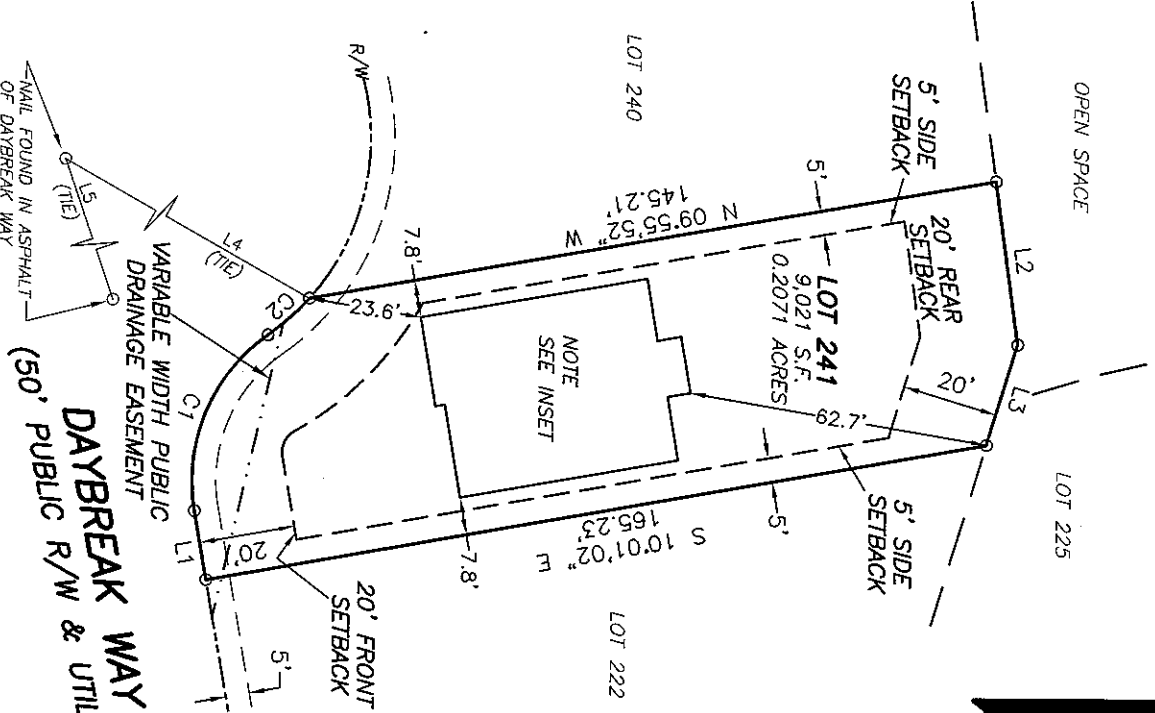 OPEN SPACE
LOT 240
LOT 225
LOT 222
5' SIDE
SETBACK
20' REAR
SETBACK
L2
L3
20'
5'
N 09°55'52" W
145.21'
LOT 241
9,021 S.F.
0.2071 ACRES
62.7'
NOTE
SEE INSET
5' SIDE
SETBACK
5'
S 10°01'02" E
165.23'
7.8'
23.6'
7.8'
R/W
C2
L4
(TIE)
L5
(TIE)
NAIL FOUND IN ASPHALT
OF DAYBREAK WAY
VARIABLE WIDTH PUBLIC
DRAINAGE EASEMENT
C1
L1
20'
20' FRONT
SETBACK
5'
DAYBREAK WAY
(50' PUBLIC R/W & UTIL